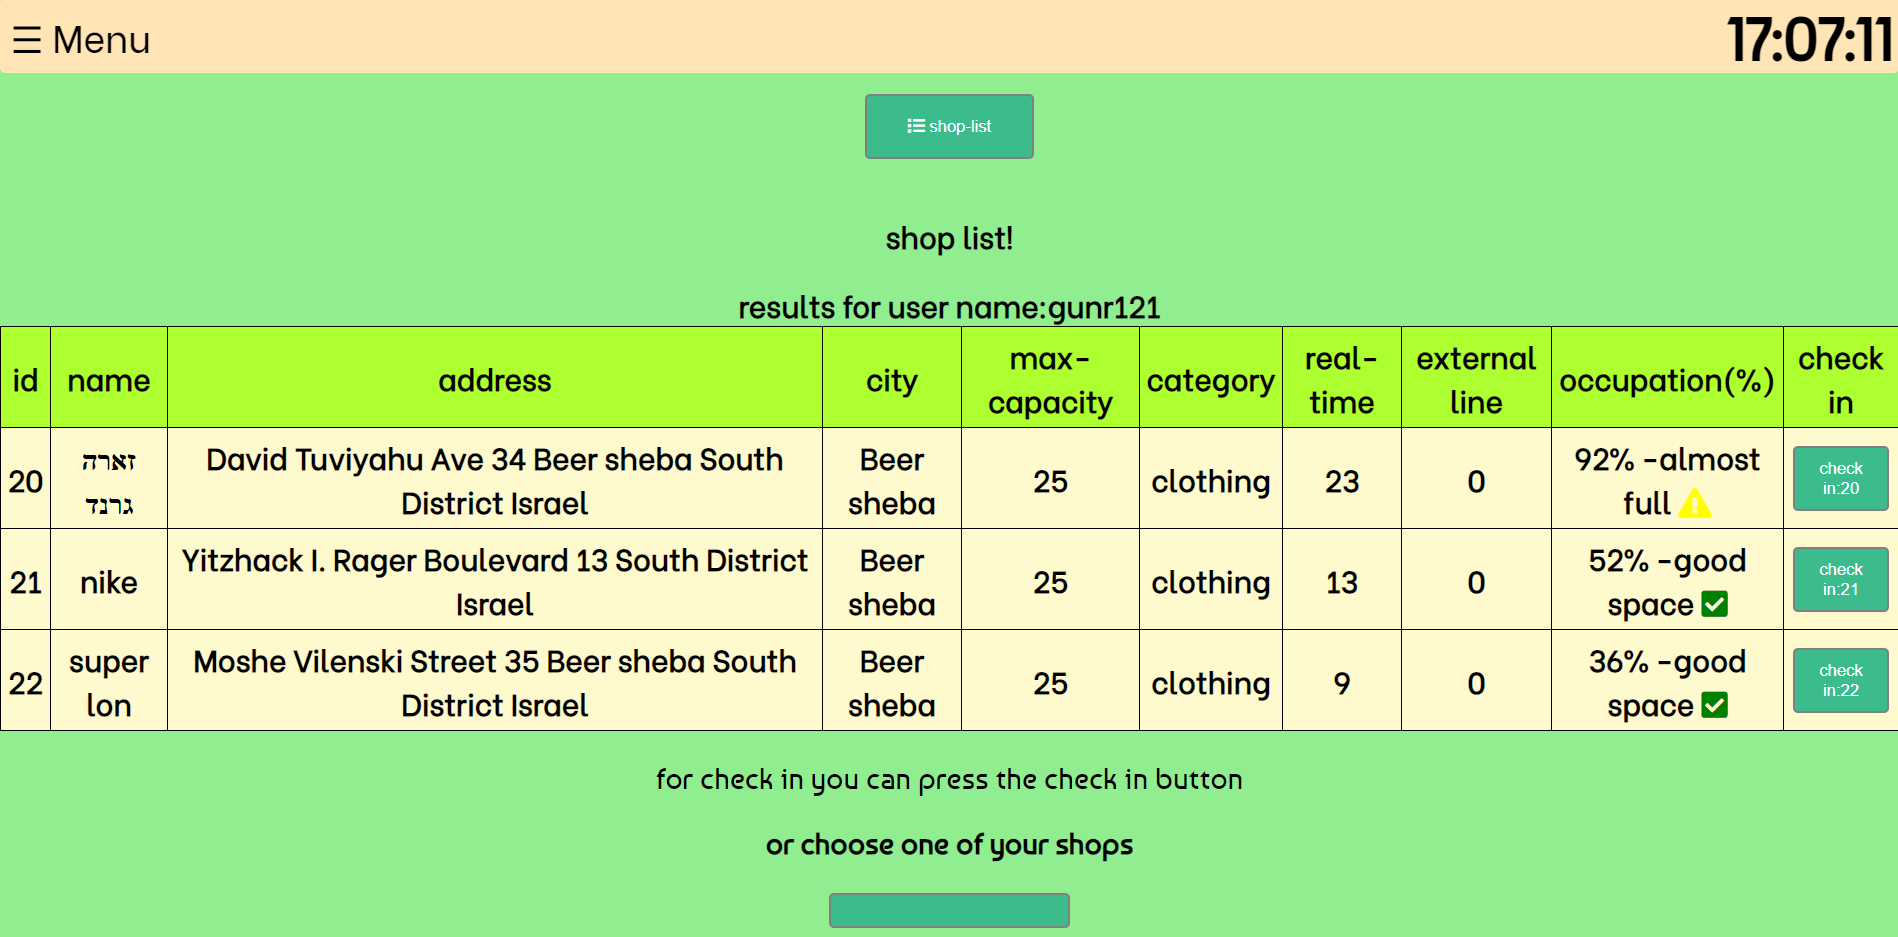 ☰ Menu
17:07:11
shop-list
shop list!
results for user name:gunr121
id name address city max-capacity category real-time external line occupation(%) check in
20 זארה גרנד David Tuviyahu Ave 34 Beer sheba South District Israel Beer sheba 25 clothing 23 0 92% -almost full check in:20
21 nike Yitzhack I. Rager Boulevard 13 South District Israel Beer sheba 25 clothing 13 0 52% -good space check in:21
22 super lon Moshe Vilenski Street 35 Beer sheba South District Israel Beer sheba 25 clothing 9 0 36% -good space check in:22
for check in you can press the check in button
or choose one of your shops